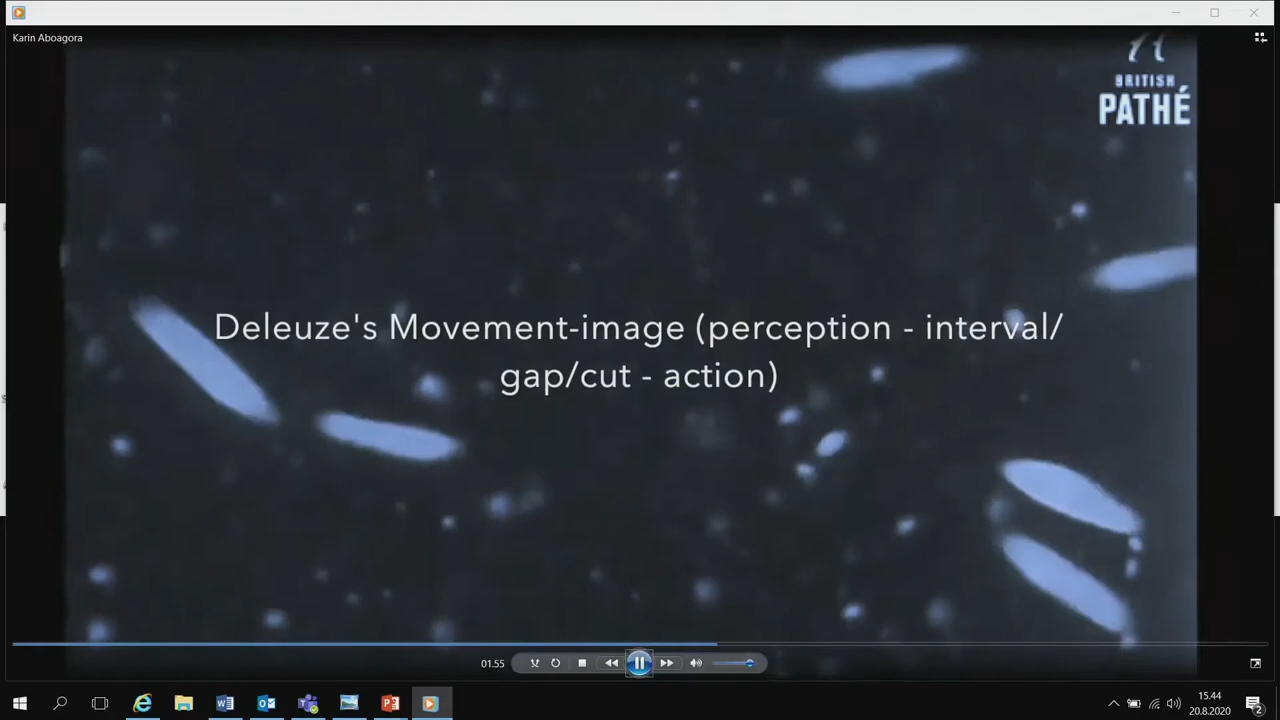 Karin Aboagora
BRITISH
PATHÉ
Deleuze's Movement-image (perception - interval/
gap/cut - action)
01.55
15.44
20.8.2020
2